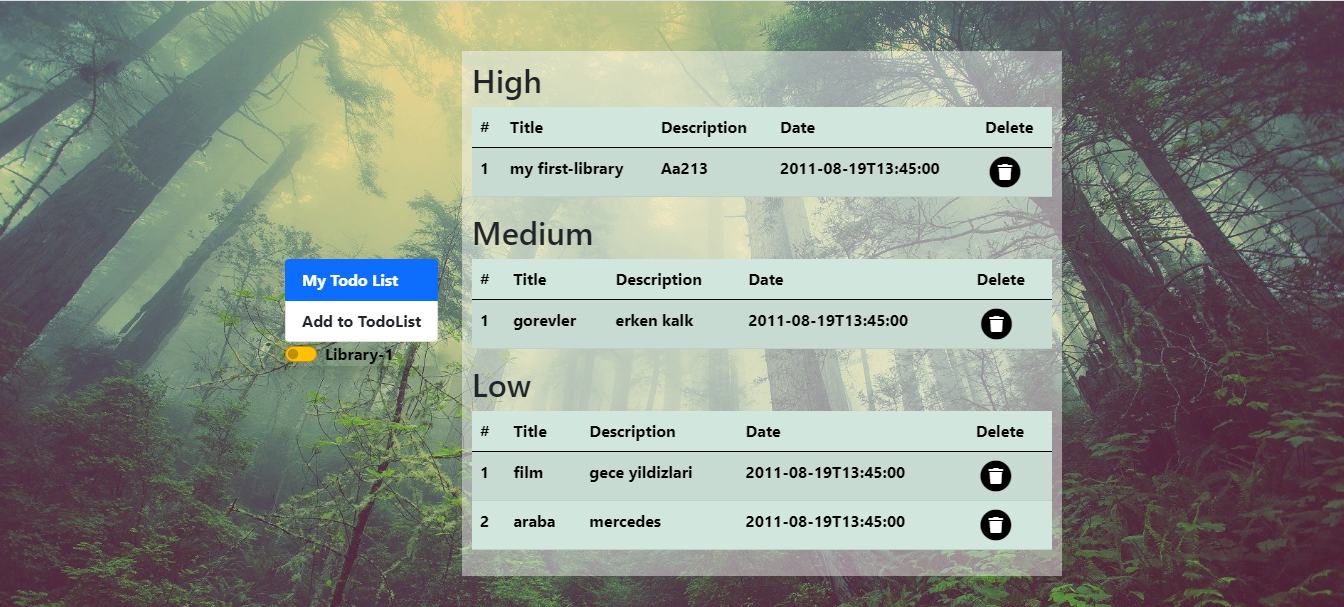 My Todo List
Add to TodoList
Library-1
High
# Title Description Date Delete
1 my first-library Aa213 2011-08-19T13:45:00
Medium
# Title Description Date Delete
1 gorevler erken kalk 2011-08-19T13:45:00
Low
# Title Description Date Delete
1 film gece yildizlari 2011-08-19T13:45:00
2 araba mercedes 2011-08-19T13:45:00